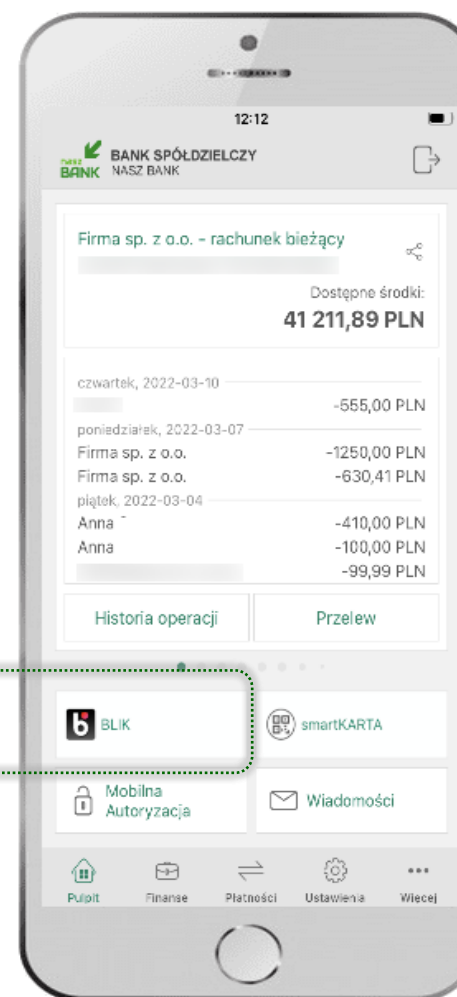 12:12
nasz BANK BANK SPÓŁDZIELCZY
NASZ BANK
Firma sp. z o.o. – rachunek bieżący
Dostępne środki:
41 211,89 PLN
czwartek, 2022-03-10
-555,00 PLN
poniedziałek, 2022-03-07
Firma sp. z o.o. -1250,00 PLN
Firma sp. z o.o. -630,41 PLN
piątek, 2022-03-04
Anna -410,00 PLN
Anna -100,00 PLN
-99,99 PLN
Historia operacji Przelew
b BLIK smartKARTA
Mobilna Autoryzacja Wiadomości
Pulpit Finanse Płatności Ustawienia Więcej